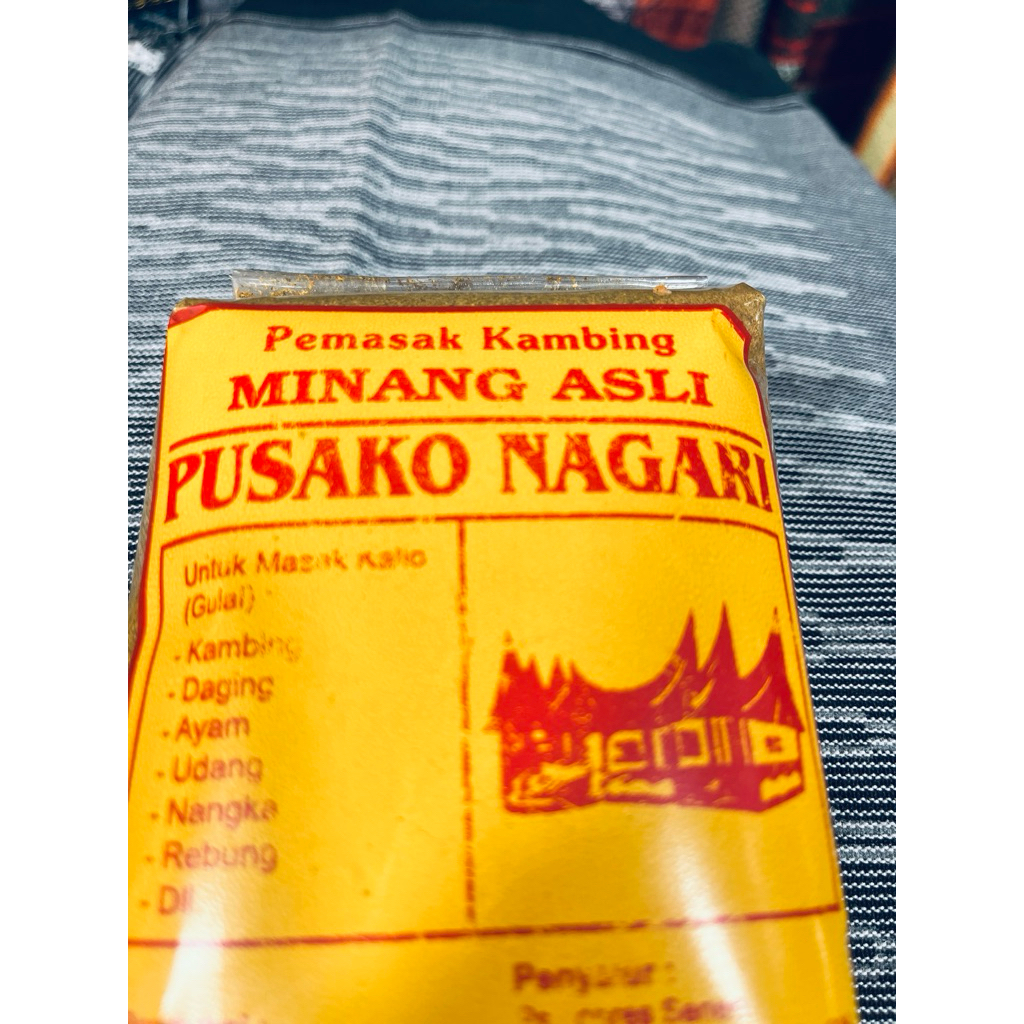 Pemasak Kambing
MINANG ASLI
PUSAKO NAGARI
Untuk Masak Kalio
(Gulai)
- Kambing
- Daging
- Ayam
- Udang
- Nangka
- Rebung
- Dll
Penyalur :